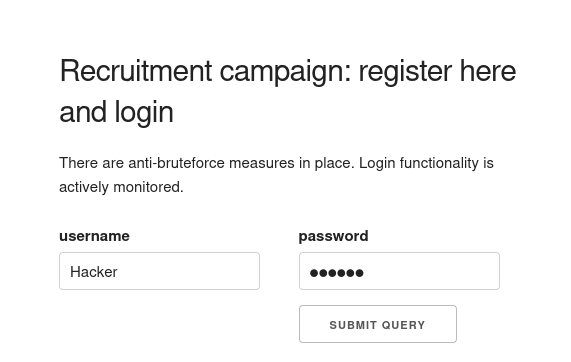 Recruitment campaign: register here
and login
There are anti-bruteforce measures in place. Login functionality is
actively monitored.
username
password
Hacker
●●●●●●
SUBMIT QUERY